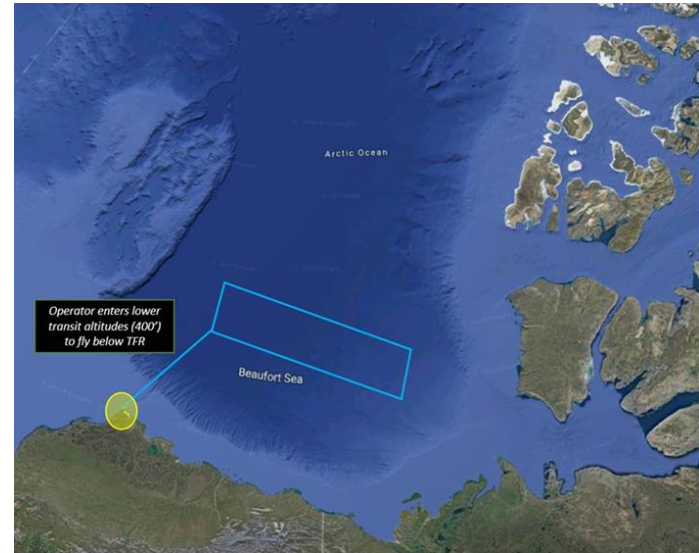 Arctic Ocean
Operator enters lower
transit altitudes (400')
to fly below TFR
Beaufort Sea